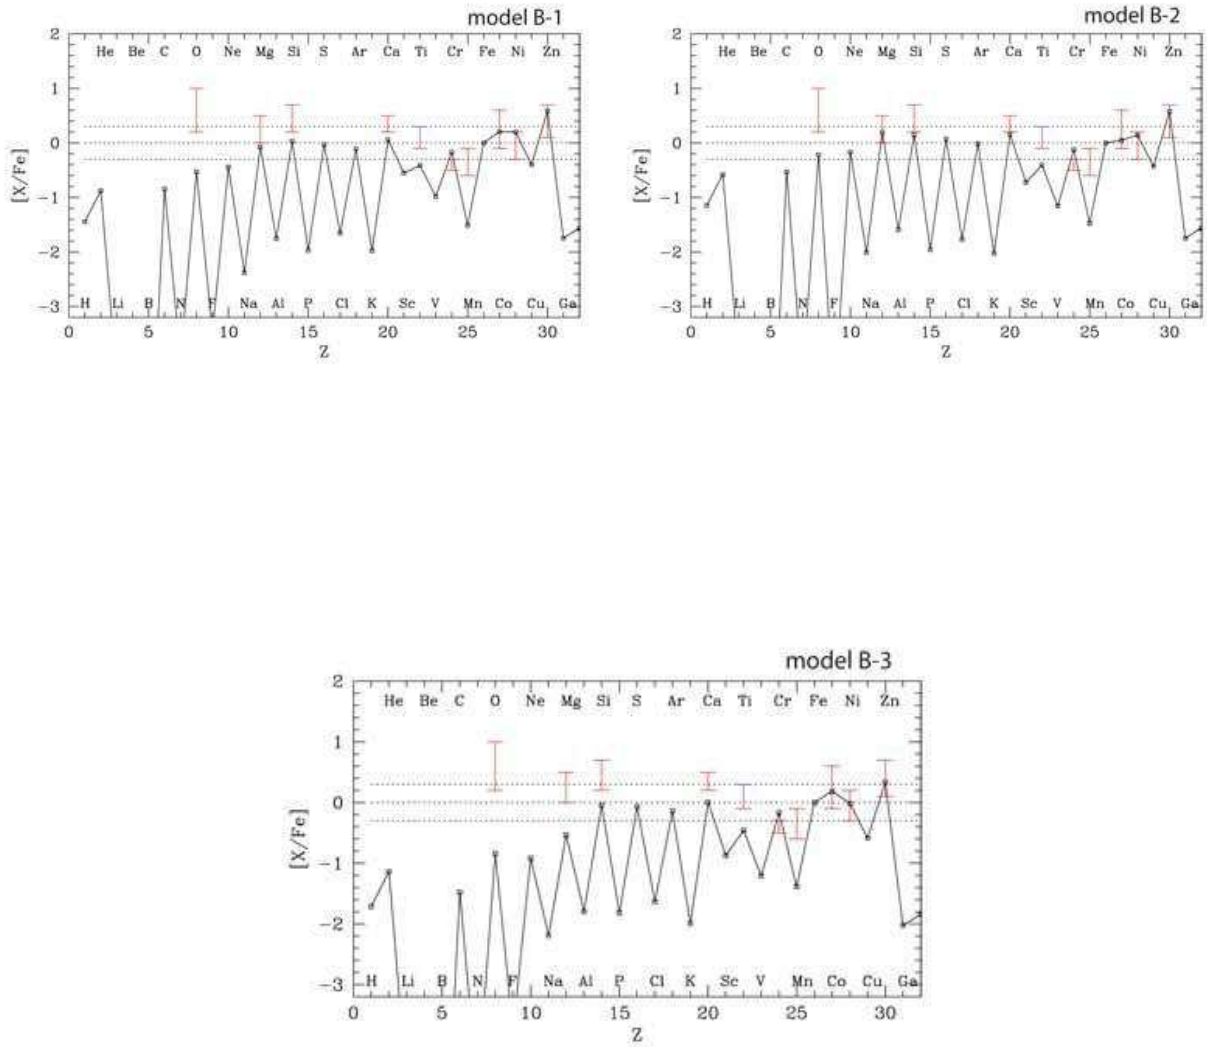 model B-1
2
He Be C O Ne Mg Si S Ar Ca Ti Cr Fe Ni Zn
1
0
[X/Fe]
-1
-2
-3
H Li B N F Na Al P Cl K Sc V Mn Co Cu Ga
0 5 10 15 20 25 30
Z
model B-2
2
He Be C O Ne Mg Si S Ar Ca Ti Cr Fe Ni Zn
1
0
[X/Fe]
-1
-2
-3
H Li B N F Na Al P Cl K Sc V Mn Co Cu Ga
0 5 10 15 20 25 30
Z
model B-3
2
He Be C O Ne Mg Si S Ar Ca Ti Cr Fe Ni Zn
1
0
[X/Fe]
-1
-2
-3
H Li B N F Na Al P Cl K Sc V Mn Co Cu Ga
0 5 10 15 20 25 30
Z